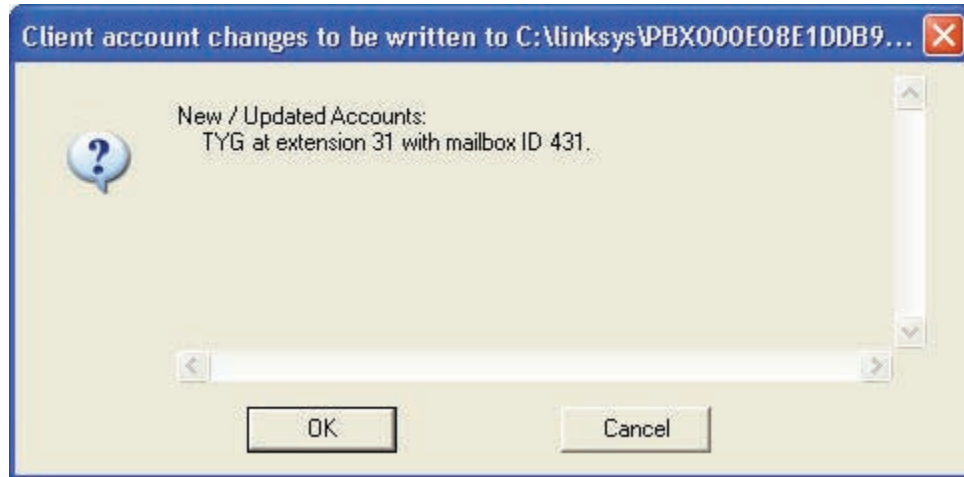 Client account changes to be written to C:\linksys\PBX000E08E1DDB9...
New / Updated Accounts:
TYG at extension 31 with mailbox ID 431.
OK
Cancel